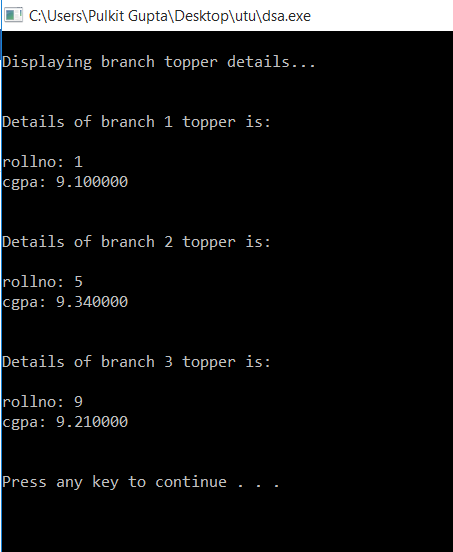 C:\Users\Pulkit Gupta\Desktop\utu\dsa.exe
Displaying branch topper details...
Details of branch 1 topper is:
rollno: 1
cgpa: 9.100000
Details of branch 2 topper is:
rollno: 5
cgpa: 9.340000
Details of branch 3 topper is:
rollno: 9
cgpa: 9.210000
Press any key to continue . . .